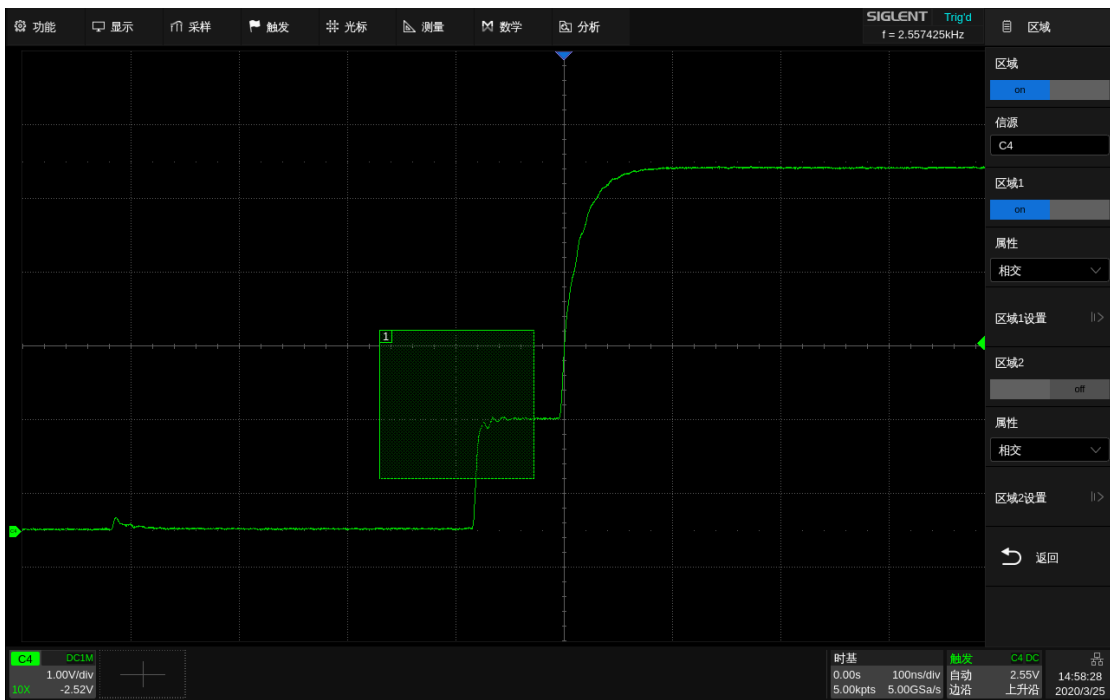 功能 显示 采样 触发 光标 测量 数学 分析
SIGLENT Trig'd
f = 2.557425kHz
区域
区域
on
信源
C4
区域1
on
属性
相交
区域1设置
区域2
off
属性
相交
区域2设置
返回
1
C4 DC1M
1.00V/div
10X -2.52V
时基
0.00s 100ns/div
5.00kpts 5.00GSa/s
触发 C4 DC
自动 2.55V
边沿 上升沿
14:58:28
2020/3/25